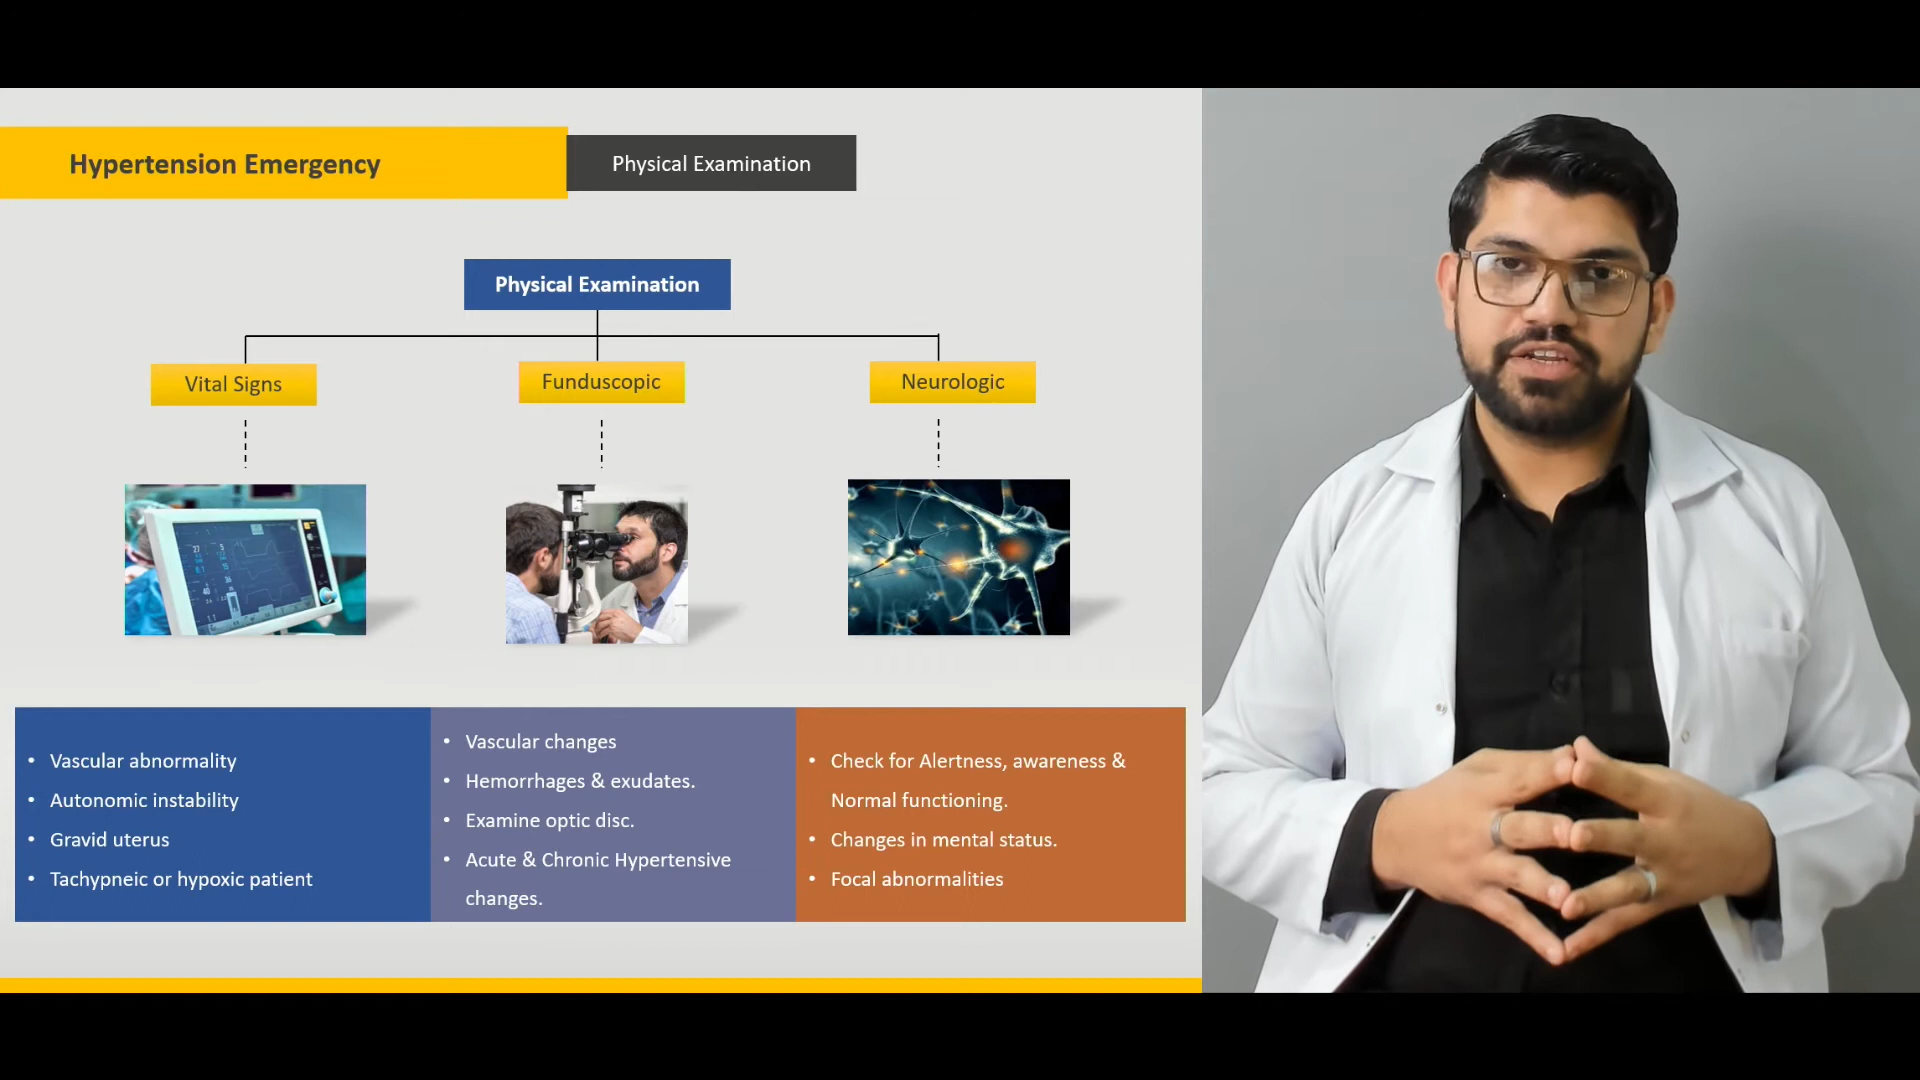 Hypertension Emergency
Physical Examination
Physical Examination
Vital Signs
Funduscopic
Neurologic
• Vascular abnormality
• Autonomic instability
• Gravid uterus
• Tachypneic or hypoxic patient
• Vascular changes
• Hemorrhages & exudates.
• Examine optic disc.
• Acute & Chronic Hypertensive
changes.
• Check for Alertness, awareness &
Normal functioning.
• Changes in mental status.
• Focal abnormalities